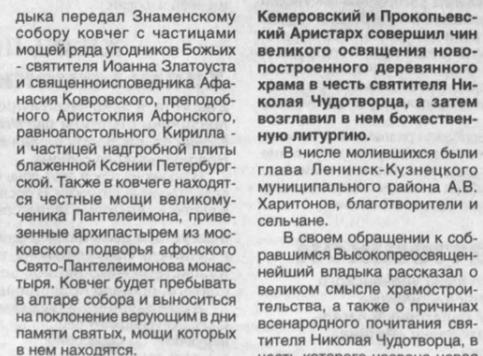 дыка передал Знаменскому
собору ковчег с частицами
мощей ряда угодников Божьих
- святителя Иоанна Златоуста
и священноисповедника Афа-
насия Ковровского, преподоб-
ного Аристоклия Афонского,
равноапостольного Кирилла -
и частицей надгробной плиты
блаженной Ксении Петербург-
ской. Также в ковчеге находят-
ся честные мощи великому-
ченика Пантелеимона, приве-
зенные архипастырем из мос-
ковского подворья афонского
Свято-Пантелеимонова монас-
тыря. Ковчег будет пребывать
в алтаре собора и выноситься
на поклонение верующим в дни
памяти святых, мощи которых
в нем находятся.
Кемеровский и Прокопьевс-
кий Аристарх совершил чин
великого освящения ново-
построенного деревянного
храма в честь святителя Ни-
колая Чудотворца, а затем
возглавил в нем божествен-
ную литургию.
В числе молившихся были
глава Ленинск-Кузнецкого
муниципального района А.В.
Харитонов, благотворители и
сельчане.
В своем обращении к соб-
равшимся Высокопреосвящен-
нейший владыка рассказал о
великом смысле храмострои-
тельства, а также о причинах
всенародного почитания свя-
тителя Николая Чудотворца, в